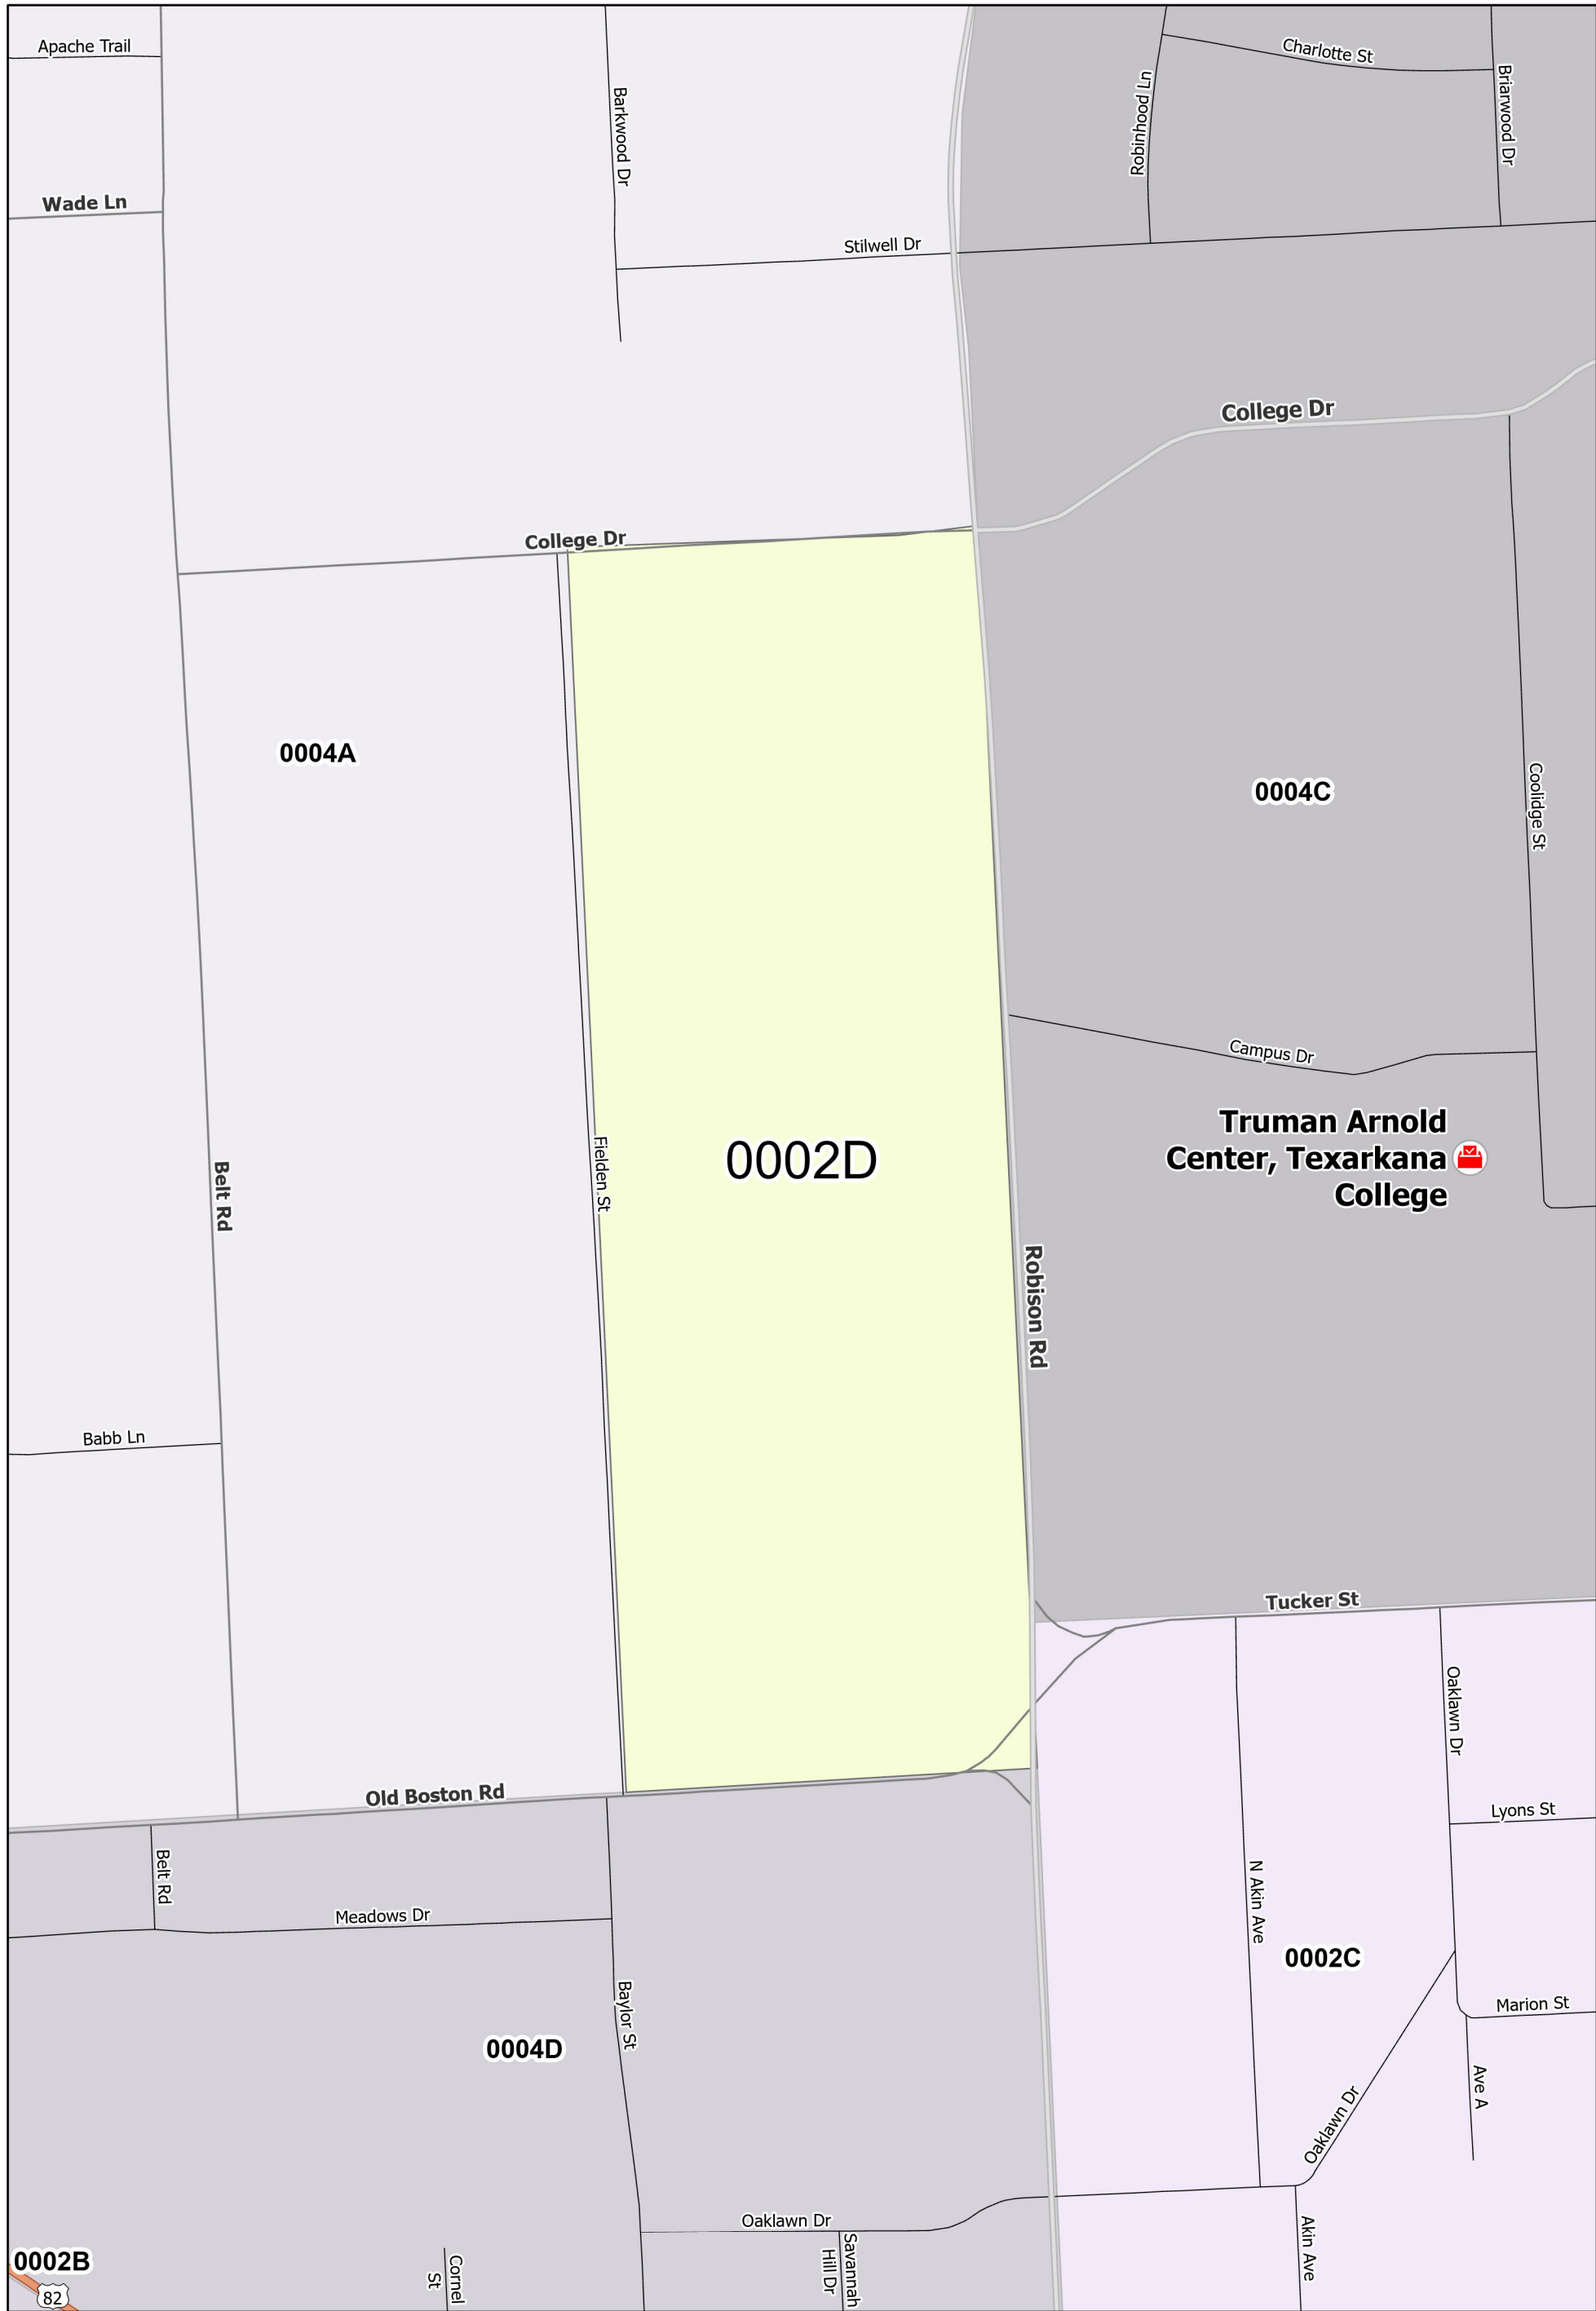 Apache Trail
Charlotte St
Barkwood Dr
Robinhood Ln
Briarwood Dr
Wade Ln
Stilwell Dr
College Dr
College Dr
0004A
0004C
Coolidge St
Campus Dr
Truman Arnold
Center, Texarkana
College
0002D
Fielden St
Belt Rd
Robison Rd
Babb Ln
Tucker St
Oaklawn Dr
Old Boston Rd
Lyons St
Belt Rd
N Akin Ave
Meadows Dr
0002C
Baylor St
Marion St
0004D
Ave A
Oaklawn Dr
Oaklawn Dr
Akin Ave
0002B
Cornel
St
Savannah
Hill Dr
82